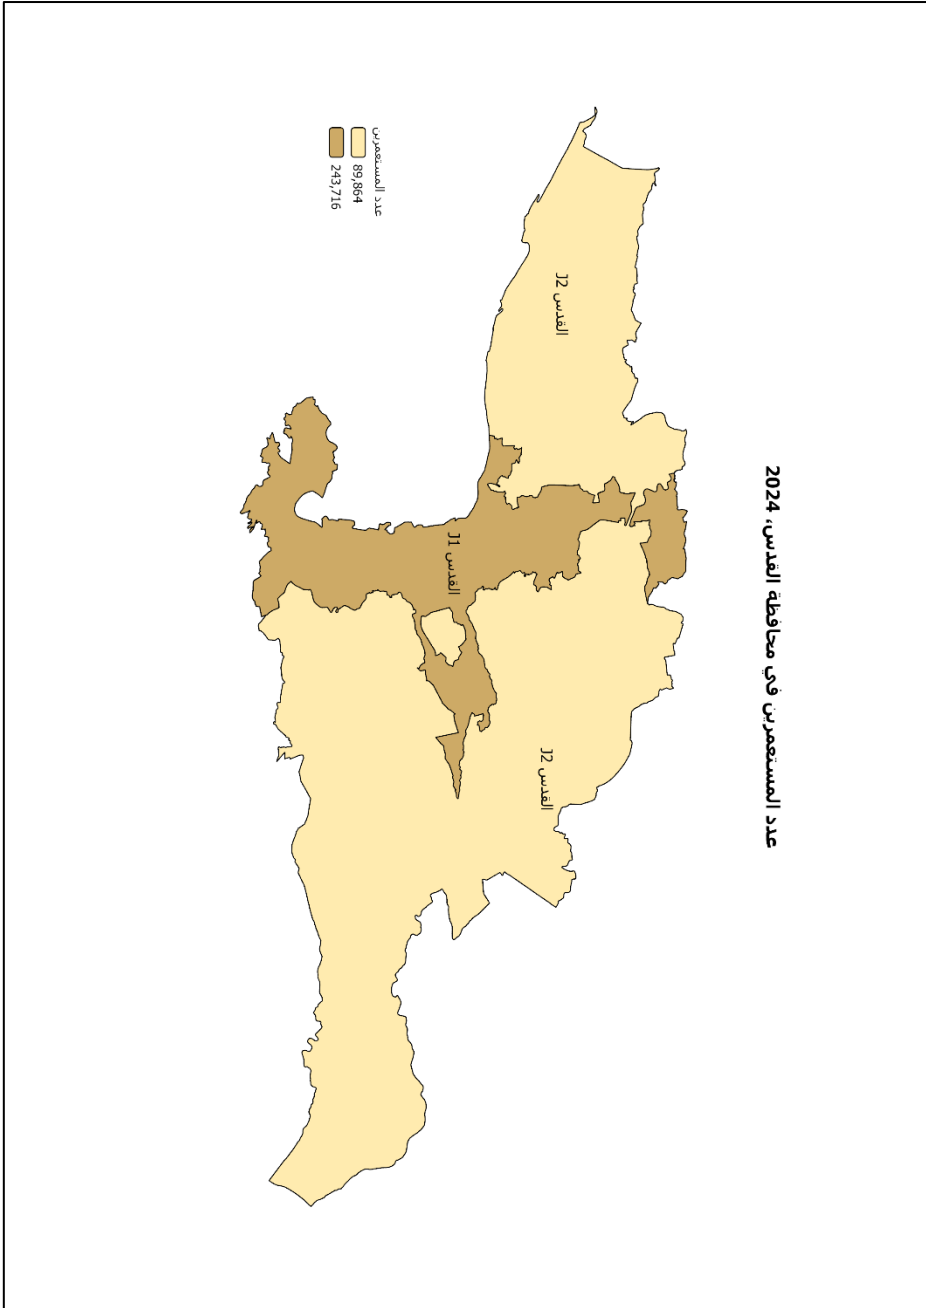 عدد المستعمرين في محافظة القدس، 2024
القدس J2
القدس J1
القدس J2
عدد المستعمرين
89,864
243,716